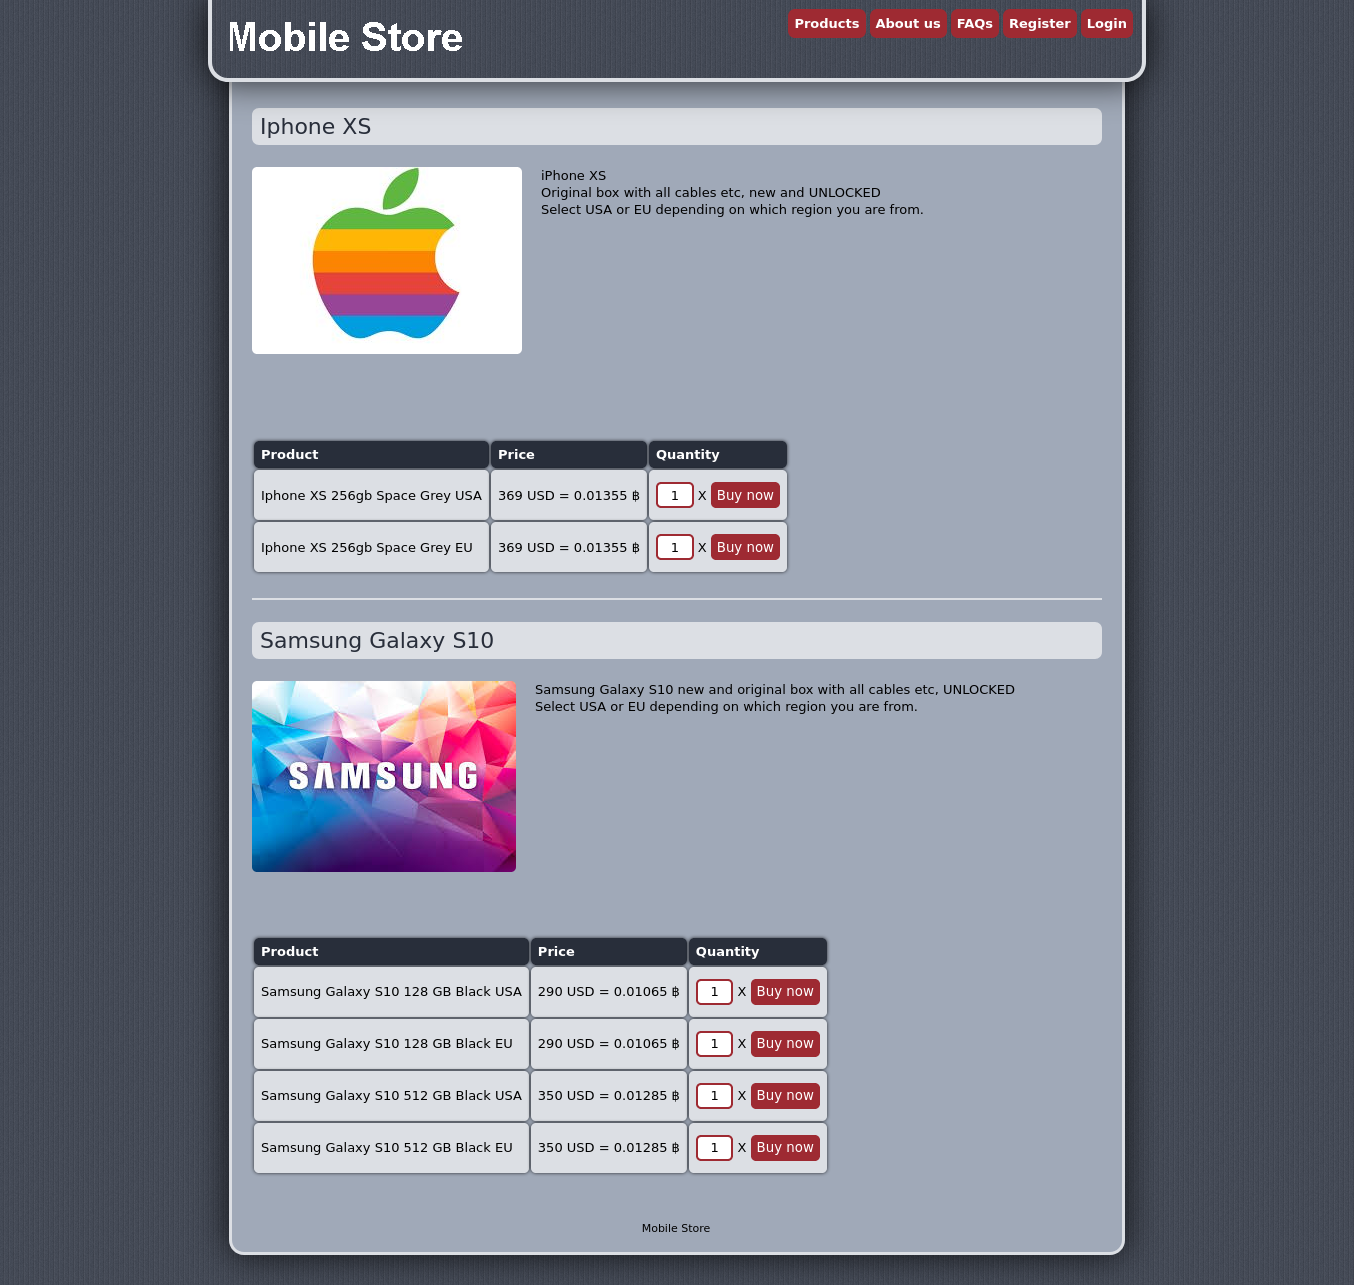 Mobile Store
Products About us FAQs Register Login
Iphone XS
iPhone XS
Original box with all cables etc, new and UNLOCKED
Select USA or EU depending on which region you are from.
Product Price Quantity
Iphone XS 256gb Space Grey USA 369 USD = 0.01355 ฿ 1 X Buy now
Iphone XS 256gb Space Grey EU 369 USD = 0.01355 ฿ 1 X Buy now
Samsung Galaxy S10
SAMSUNG
Samsung Galaxy S10 new and original box with all cables etc, UNLOCKED
Select USA or EU depending on which region you are from.
Product Price Quantity
Samsung Galaxy S10 128 GB Black USA 290 USD = 0.01065 ฿ 1 X Buy now
Samsung Galaxy S10 128 GB Black EU 290 USD = 0.01065 ฿ 1 X Buy now
Samsung Galaxy S10 512 GB Black USA 350 USD = 0.01285 ฿ 1 X Buy now
Samsung Galaxy S10 512 GB Black EU 350 USD = 0.01285 ฿ 1 X Buy now
Mobile Store